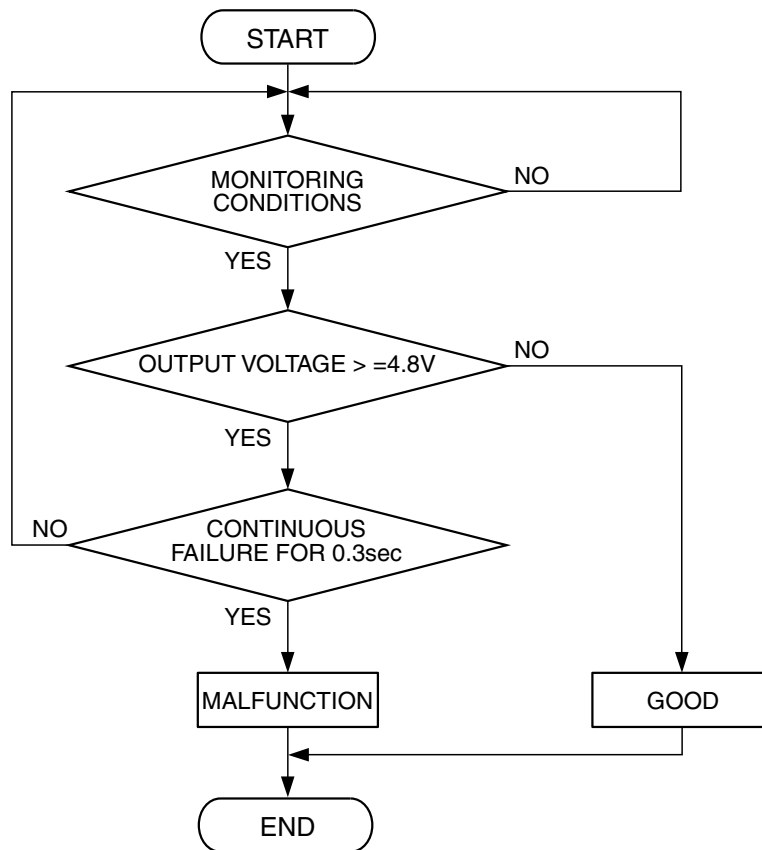 START
MONITORING
CONDITIONS
NO
YES
OUTPUT VOLTAGE > =4.8V
NO
YES
CONTINUOUS
FAILURE FOR 0.3sec
NO
YES
MALFUNCTION
GOOD
END